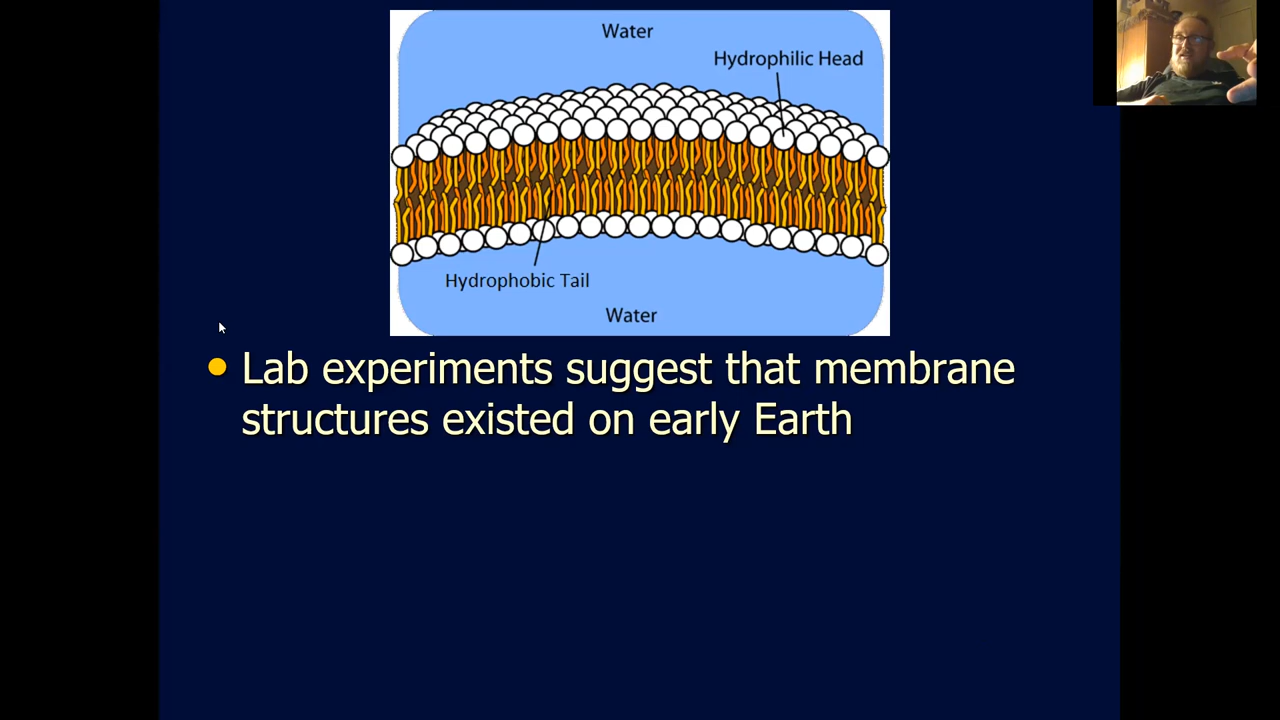 Water
Hydrophilic Head
Hydrophobic Tail
Water
Lab experiments suggest that membrane
structures existed on early Earth